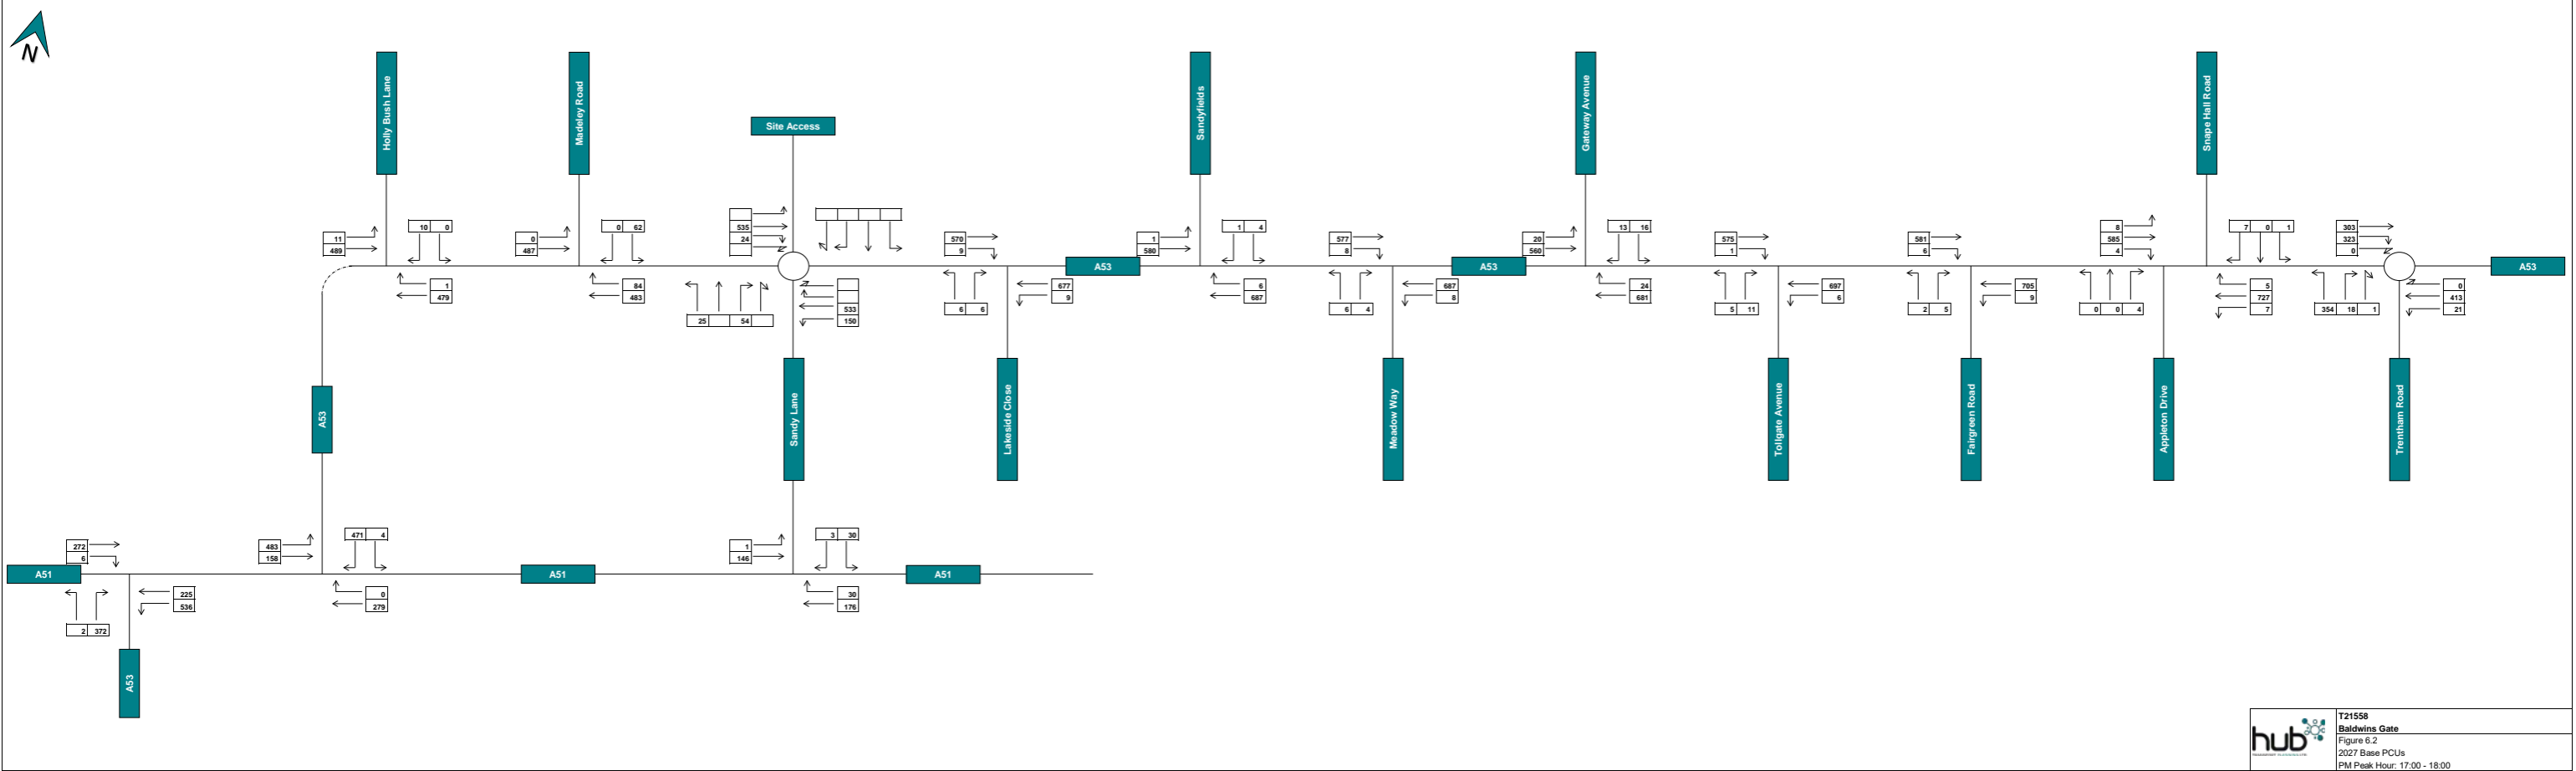 N
Holly Bush Lane
Madeley Road
Site Access
Sandyfields
Gateway Avenue
Snape Hall Road
11
489
10 0
1
479
0
487
0 62
84
483
535
24
25 54
533
150
570
9
6 6
677
9
A53
1
580
1 4
6
687
577
8
6 4
687
8
A53
20
560
13 16
24
681
575
1
5 11
697
6
581
6
2 5
705
9
8
585
4
0 0 4
7 0 1
5
727
7
303
323
0
354 18 1
0
413
21
A53
A53
Sandy Lane
Lakeside Close
Meadow Way
Tollgate Avenue
Fairgreen Road
Appleton Drive
Trentham Road
272
6
A51
2 372
225
536
A53
483
158
471 4
0
279
A51
1
146
3 30
30
176
A51
hub
T21558
Baldwins Gate
Figure 6.2
2027 Base PCUs
PM Peak Hour: 17:00 - 18:00